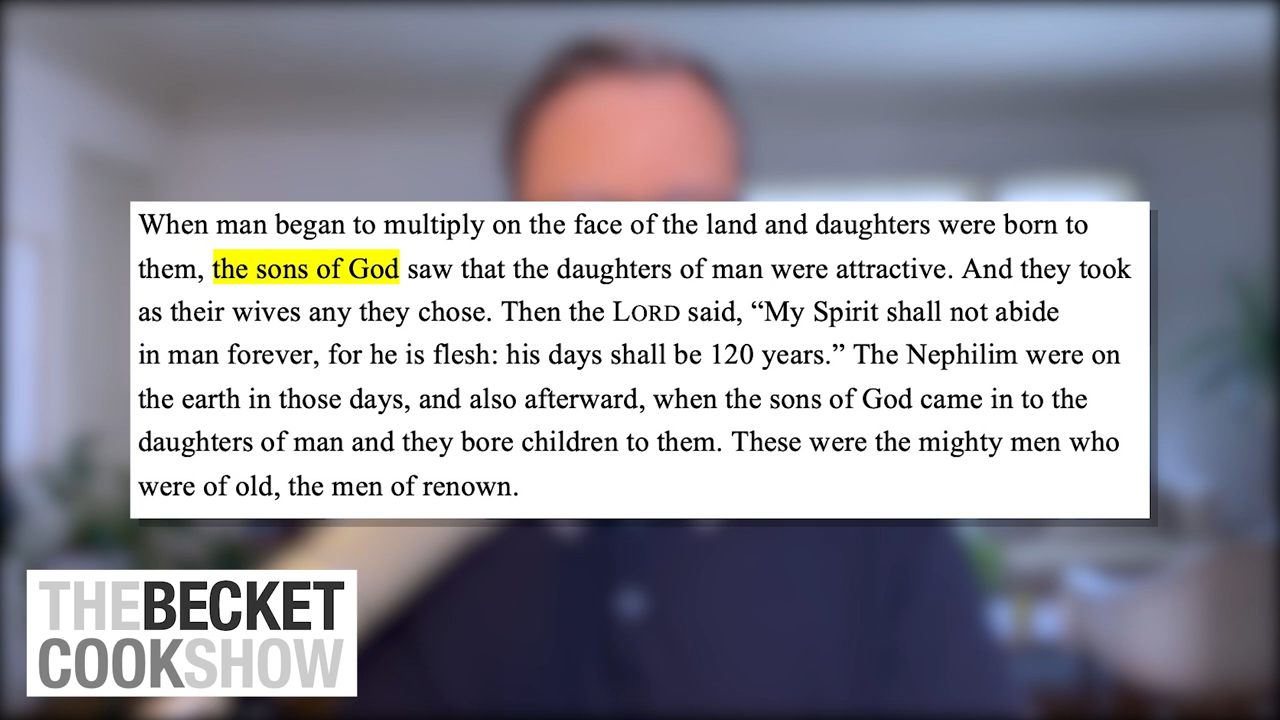 When man began to multiply on the face of the land and daughters were born to
them, the sons of God saw that the daughters of man were attractive. And they took
as their wives any they chose. Then the LORD said, “My Spirit shall not abide
in man forever, for he is flesh: his days shall be 120 years.” The Nephilim were on
the earth in those days, and also afterward, when the sons of God came in to the
daughters of man and they bore children to them. These were the mighty men who
were of old, the men of renown.
THEBECKET
COOKSHOW